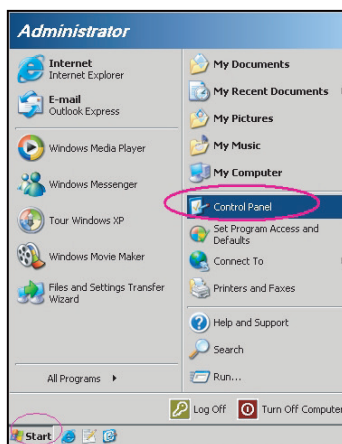 Administrator
Internet
Internet Explorer
E-mail
Outlook Express
Windows Media Player
Windows Messenger
Tour Windows XP
Windows Movie Maker
Files and Settings Transfer
Wizard
All Programs
My Documents
My Recent Documents
My Pictures
My Music
My Computer
Control Panel
Set Program Access and
Defaults
Connect To
Printers and Faxes
Help and Support
Search
Run...
Log Off
Turn Off Computer
Start